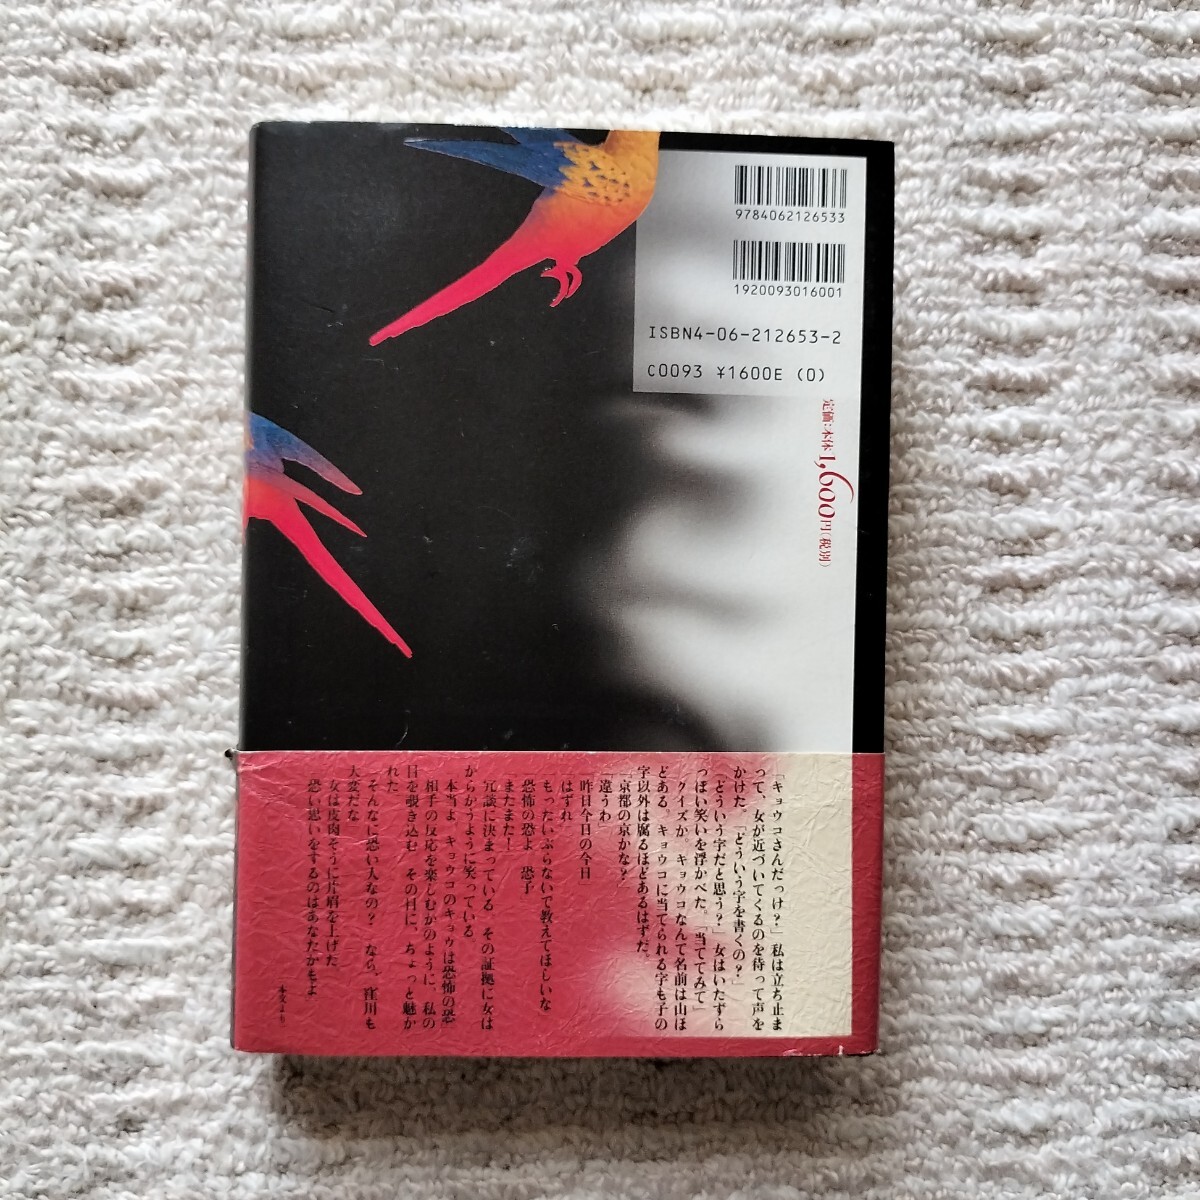 9784062126533
1920093016001
ISBN4-06-212653-2
C0093 ¥1600E (0)
定価:本体1,600円(税別)
「キョウコさんだっけ?」私は立ち止ま
って、女が近づいてくるのを待って声を
かけた。「どういう字を書くの?」
「どういう字だと思う?」女はいたずら
っぽい笑いを浮かべた。「当ててみて」
クイズか。キョウコなんて名前は山ほ
どある。キョウコに当てられる字も子の
字以外は腐るほどあるはずだ。
「京都の京かな?」
「違うわ」
「昨日今日の今日」
「はずれ」
「もったいぶらないで教えてほしいな」
「恐怖の恐よ 恐子」
「またまた!」
冗談に決まっている その証拠に女は
からかうように笑っている
「本当よ キョウコのキョウは恐怖の恐」
相手の反応を楽しむかのように、私の
目を覗き込む その目に、ちょっと魅か
れた
「そんなに恐い人なの? なら、窪川も
大変だな」
女は皮肉そうに片眉を上げた
「恐い思いをするのはあなたかもよ」
本文より